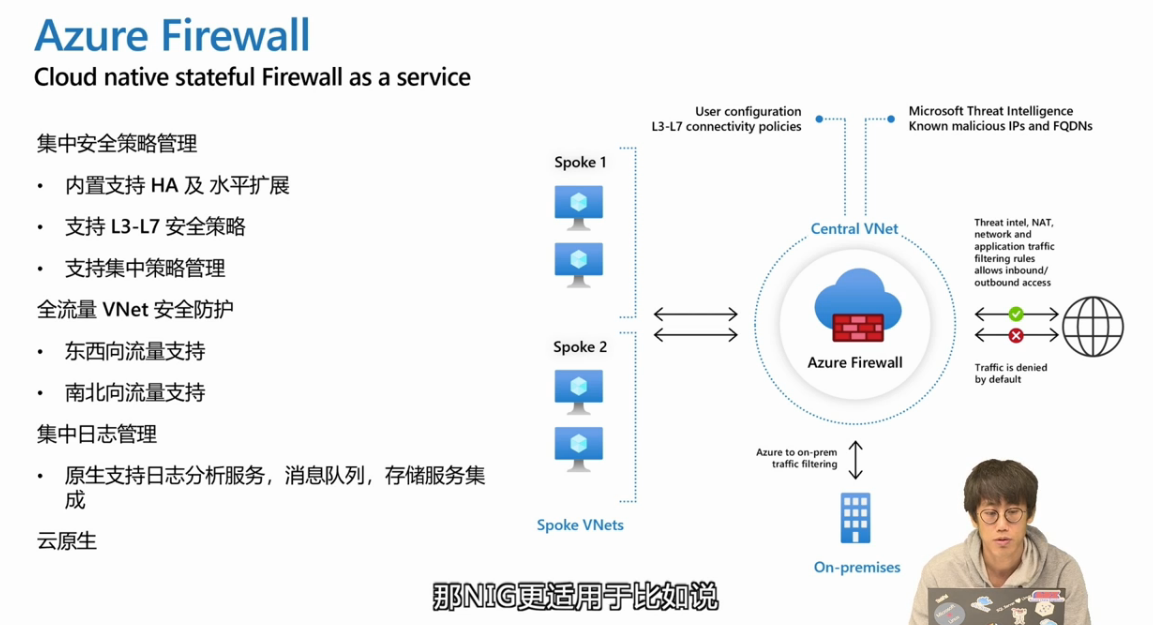 Azure Firewall
Cloud native stateful Firewall as a service
集中安全策略管理
• 内置支持 HA 及 水平扩展
• 支持 L3-L7 安全策略
• 支持集中策略管理
全流量 VNet 安全防护
• 东西向流量支持
• 南北向流量支持
集中日志管理
• 原生支持日志分析服务，消息队列，存储服务集
成
云原生
User configuration
L3-L7 connectivity policies
Microsoft Threat Intelligence
Known malicious IPs and FQDNs
Spoke 1
Spoke 2
Spoke VNets
Central VNet
Azure Firewall
Threat intel, NAT,
network and
application traffic
filtering rules
allows inbound/
outbound access
Traffic is denied
by default
Azure to on-prem
traffic filtering
On-premises
那NIG更适用于比如说